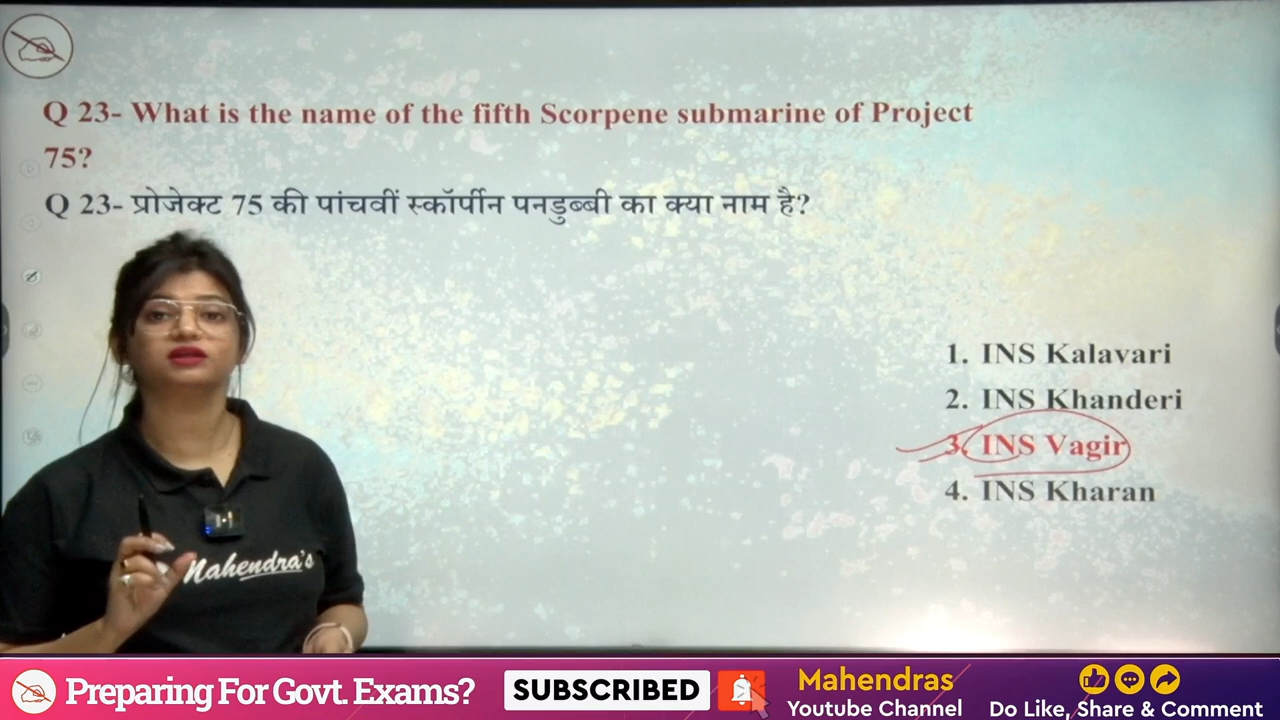 Q 23- What is the name of the fifth Scorpene submarine of Project
75?
Q 23- प्रोजेक्ट 75 की पांचवीं स्कॉर्पीन पनडुब्बी का क्या नाम है?
1. INS Kalavari
2. INS Khanderi
3. INS Vagir
4. INS Kharan
Mahendra's
Preparing For Govt. Exams?
SUBSCRIBED
Mahendras
Youtube Channel
Do Like, Share & Comment